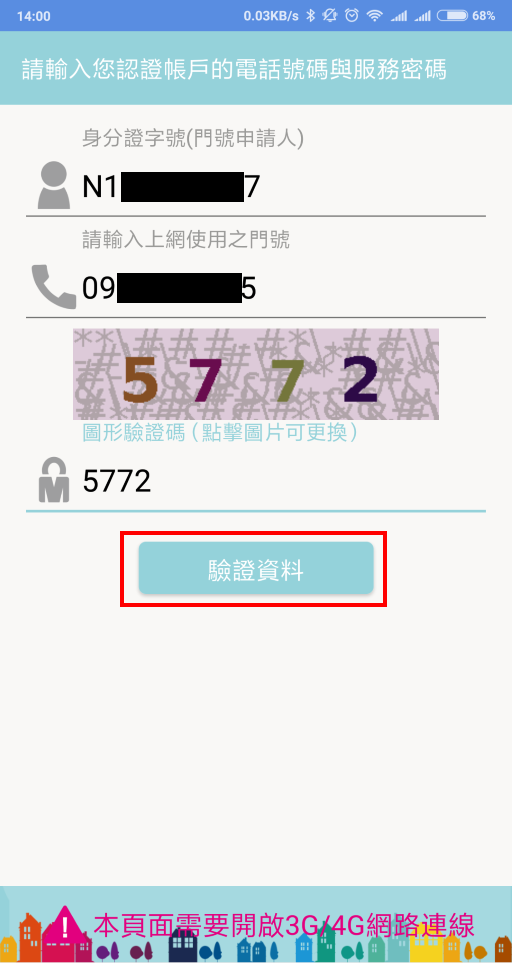 14:00 0.03KB/s 68%
請輸入您認證帳戶的電話號碼與服務密碼
身分證字號(門號申請人)
N1 7
請輸入上網使用之門號
09 5
5 7 7 2
圖形驗證碼（點擊圖片可更換）
5772
驗證資料
本頁面需要開啟3G/4G網路連線